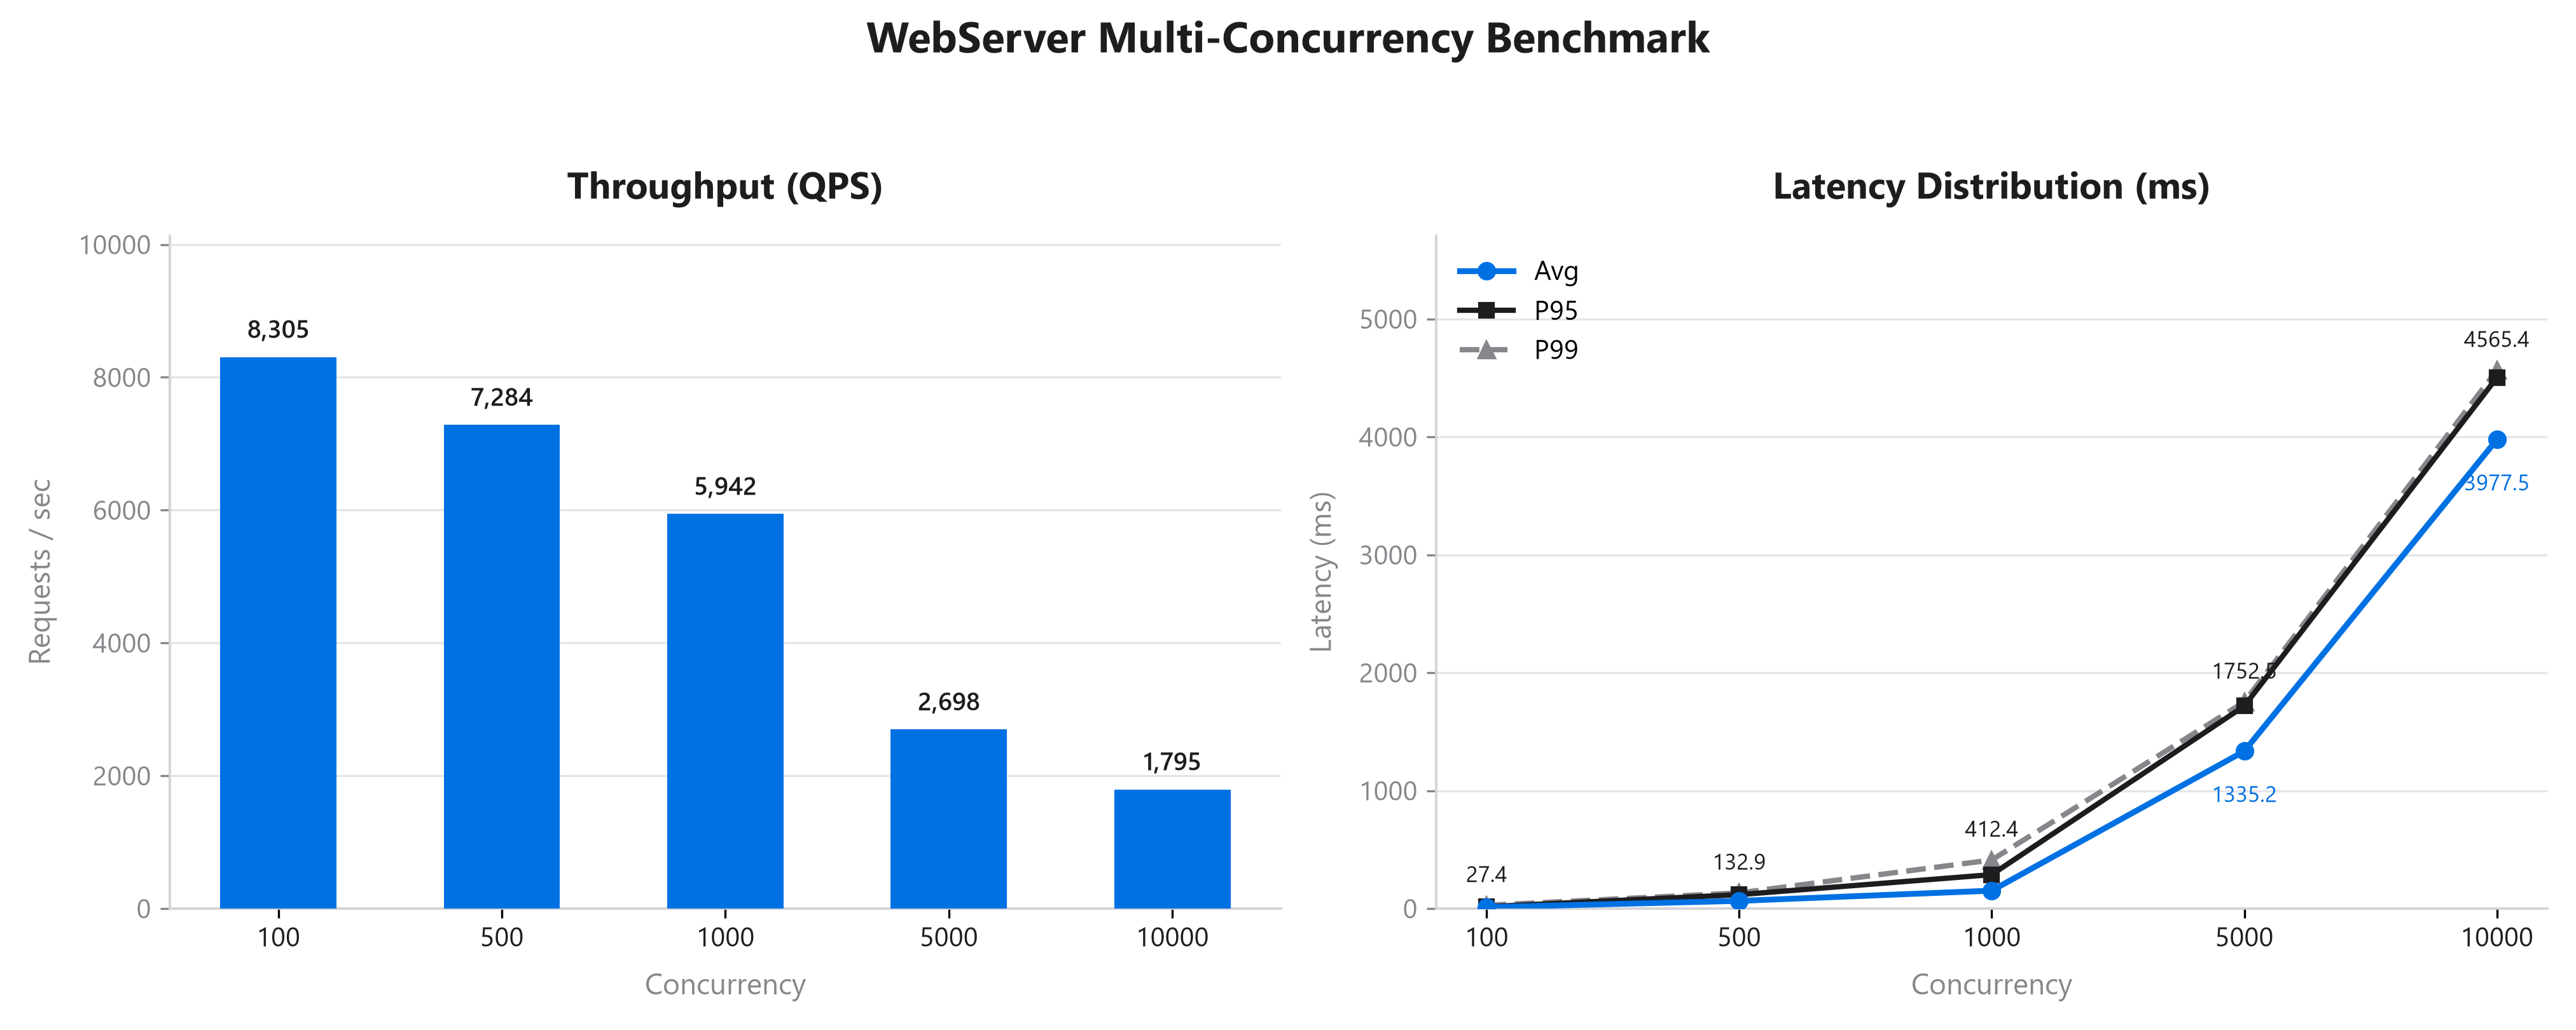 WebServer Multi-Concurrency Benchmark
Throughput (QPS)
Requests / sec
10000
8000
6000
4000
2000
0
8,305
7,284
5,942
2,698
1,795
100 500 1000 5000 10000
Concurrency
Latency Distribution (ms)
Latency (ms)
Avg
P95
P99
5000
4000
3000
2000
1000
0
27.4
132.9
412.4
1752.5
4565.4
1335.2
3977.5
100 500 1000 5000 10000
Concurrency